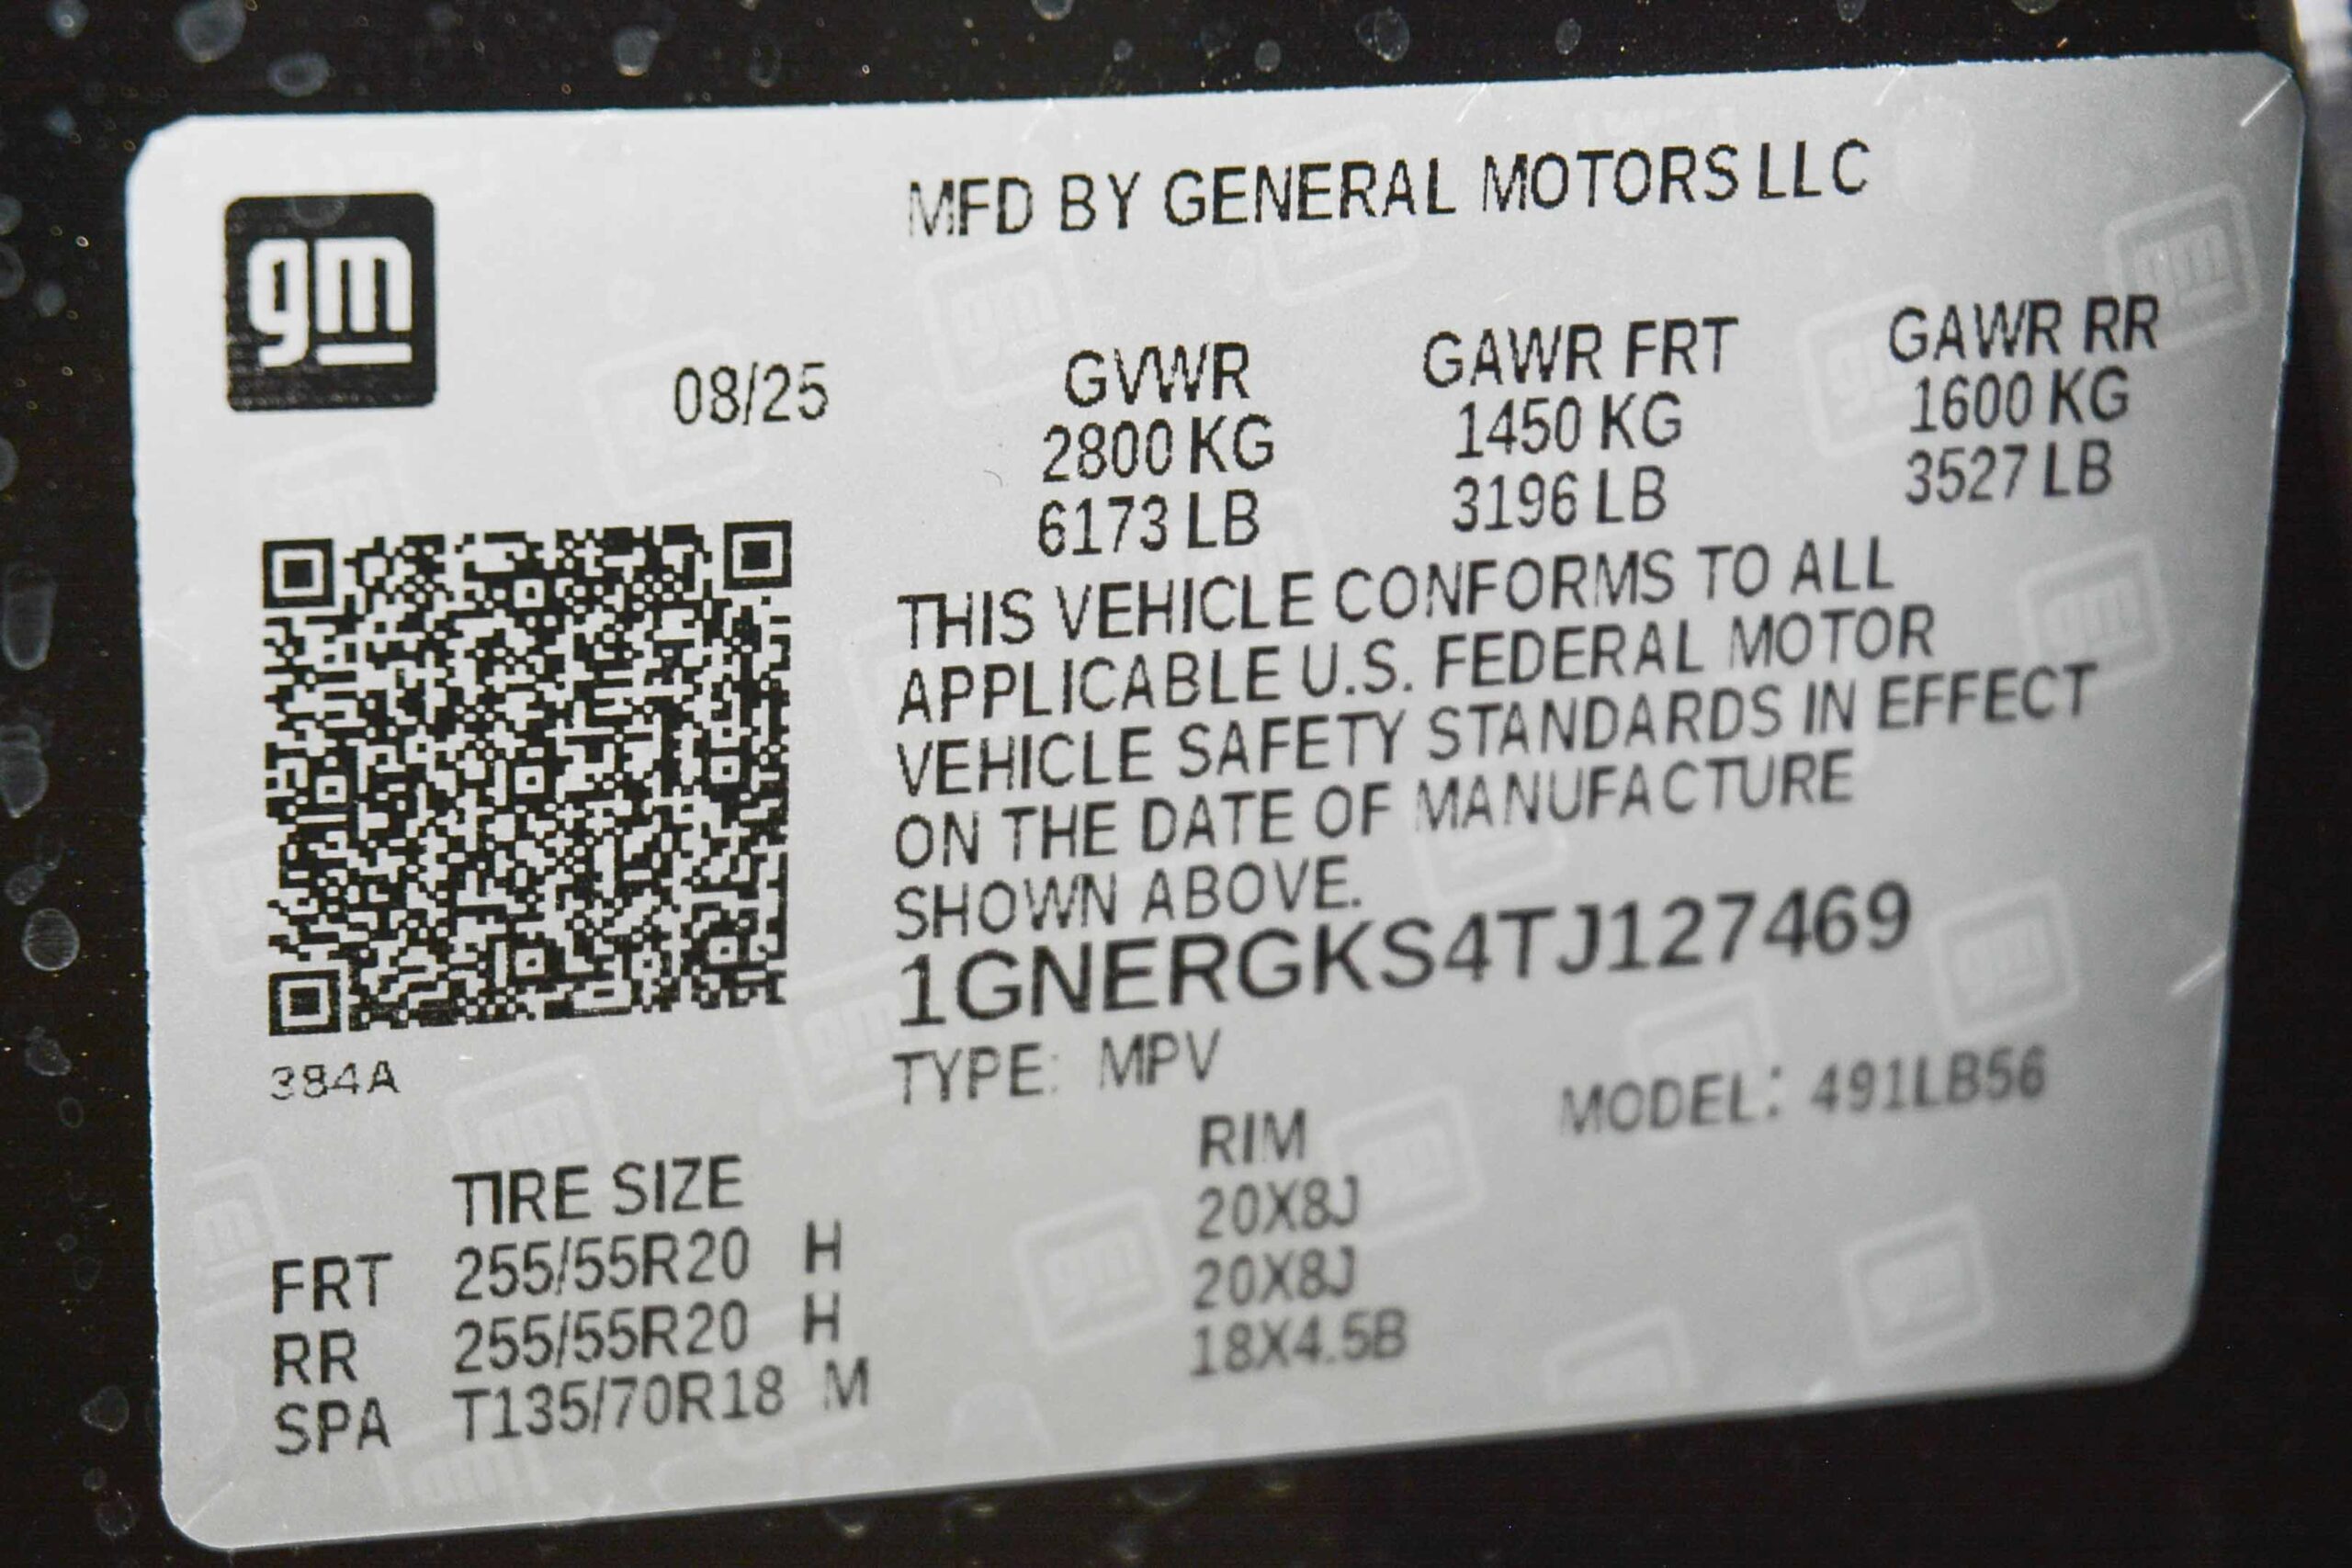 gm
MFD BY GENERAL MOTORS LLC
08/25
GVWR GAWR FRT GAWR RR
2800 KG 1450 KG 1600 KG
6173 LB 3196 LB 3527 LB
THIS VEHICLE CONFORMS TO ALL
APPLICABLE U.S. FEDERAL MOTOR
VEHICLE SAFETY STANDARDS IN EFFECT
ON THE DATE OF MANUFACTURE
SHOWN ABOVE.
1GNERGKS4TJ127469
384A
TYPE: MPV MODEL: 491LB56
TIRE SIZE RIM
FRT 255/55R20 H 20X8J
RR 255/55R20 H 20X8J
SPA T135/70R18 M 18X4.5B